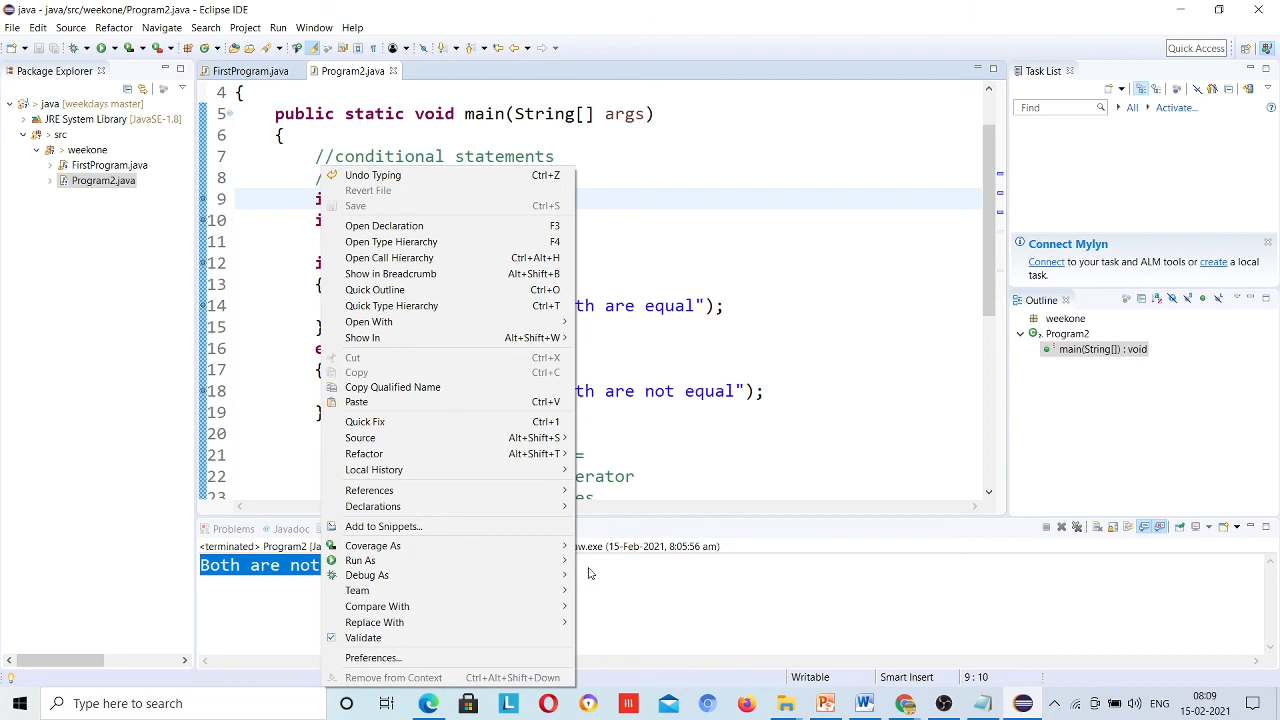 java - java/src/weekone/Program2.java - Eclipse IDE
File Edit Source Refactor Navigate Search Project Run Window Help
Quick Access
Package Explorer
FirstProgram.java
Program2.java
Task List
> java (weekdays master)
JRE System Library [JavaSE-1.8]
> src
> weekone
FirstProgram.java
Program2.java
4 {
5 public static void main(String[] args)
6 {
7 //conditional statements
8 /
9 i
10 i
11
12 i
13 {
14 th are equal");
15 }
16 e
17 {
18 th are not equal");
19 }
20
21 =
22 erator
23 es
Undo Typing Ctrl+Z
Revert File
Save Ctrl+S
Open Declaration F3
Open Type Hierarchy F4
Open Call Hierarchy Ctrl+Alt+H
Show in Breadcrumb Alt+Shift+B
Quick Outline Ctrl+O
Quick Type Hierarchy Ctrl+T
Open With
Show In Alt+Shift+W
Cut Ctrl+X
Copy Ctrl+C
Copy Qualified Name
Paste Ctrl+V
Quick Fix Ctrl+1
Source Alt+Shift+S
Refactor Alt+Shift+T
Local History
References
Declarations
Add to Snippets...
Coverage As
Run As
Debug As
Team
Compare With
Replace With
Validate
Preferences...
Remove from Context Ctrl+Alt+Shift+Down
Find All Activate...
Connect Mylyn
Connect to your task and ALM tools or create a local
task.
Outline
weekone
Program2
main(String[]) : void
Problems Javadoc
<terminated> Program2 [Ja
aw.exe (15-Feb-2021, 8:05:56 am)
Both are not
Writable Smart Insert 9 : 10
Type here to search
08:09
15-02-2021